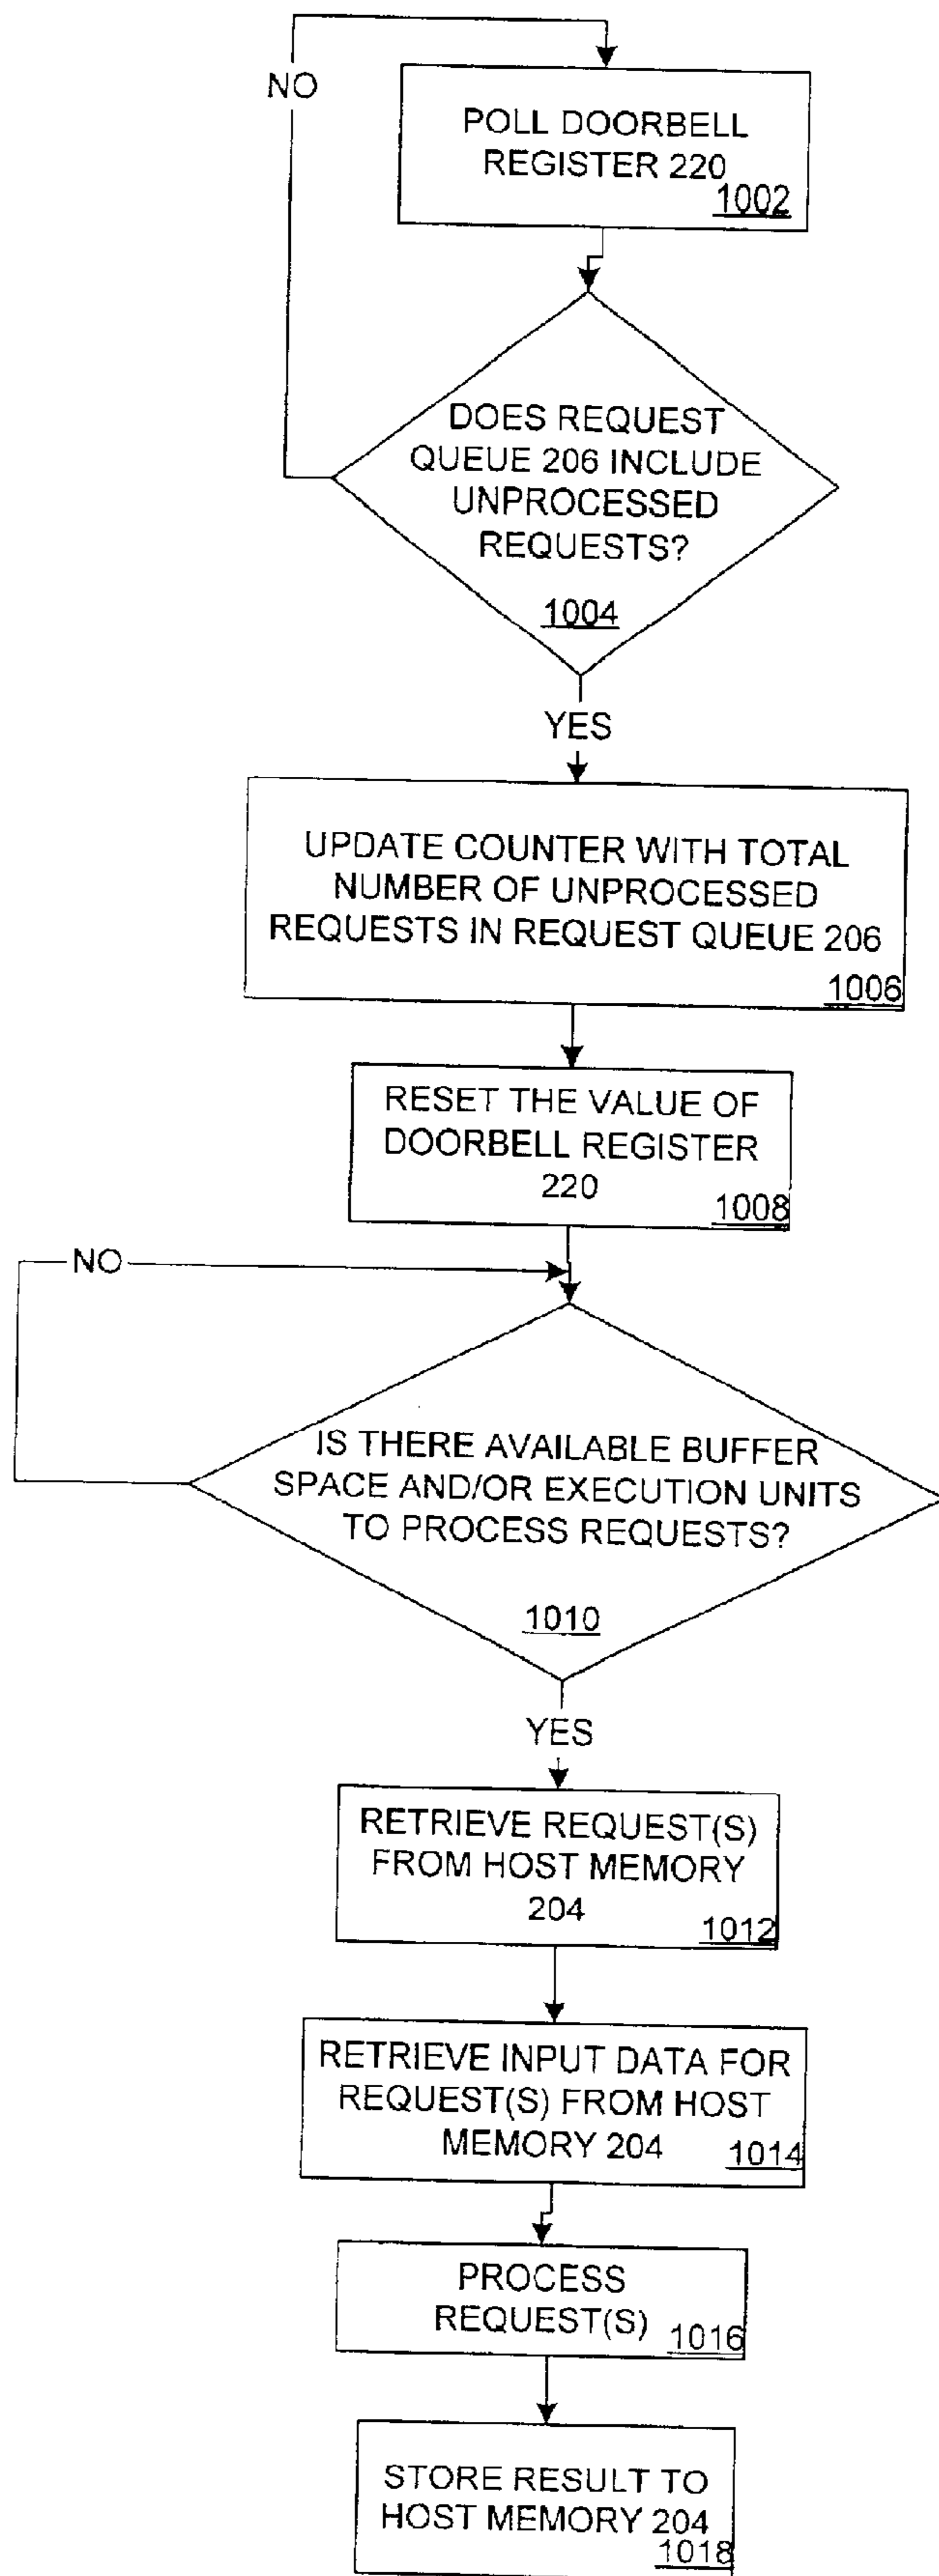 NO
POLL DOORBELL
REGISTER 220
1002
DOES REQUEST
QUEUE 206 INCLUDE
UNPROCESSED
REQUESTS?
1004
YES
UPDATE COUNTER WITH TOTAL
NUMBER OF UNPROCESSED
REQUESTS IN REQUEST QUEUE 206
1006
RESET THE VALUE OF
DOORBELL REGISTER
220
1008
NO
IS THERE AVAILABLE BUFFER
SPACE AND/OR EXECUTION UNITS
TO PROCESS REQUESTS?
1010
YES
RETRIEVE REQUEST(S)
FROM HOST MEMORY
204
1012
RETRIEVE INPUT DATA FOR
REQUEST(S) FROM HOST
MEMORY 204
1014
PROCESS
REQUEST(S)
1016
STORE RESULT TO
HOST MEMORY 204
1018